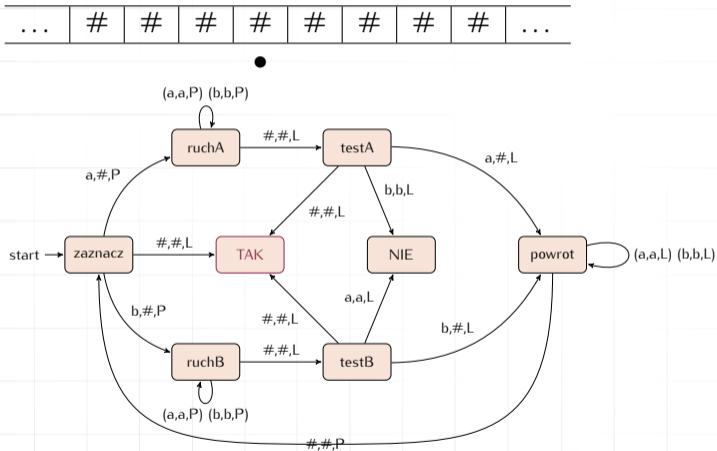 ... # # # # # # # # ...
(a,a,P) (b,b,P)
ruchA
#,#,L
testA
a,#,L
a,#,P
b,b,L
#,#,L
start
zaznacz
#,#,L
TAK
NIE
powrot
(a,a,L) (b,b,L)
b,#,P
a,a,L
#,#,L
b,#,L
ruchB
#,#,L
testB
(a,a,P) (b,b,P)
#,#,P